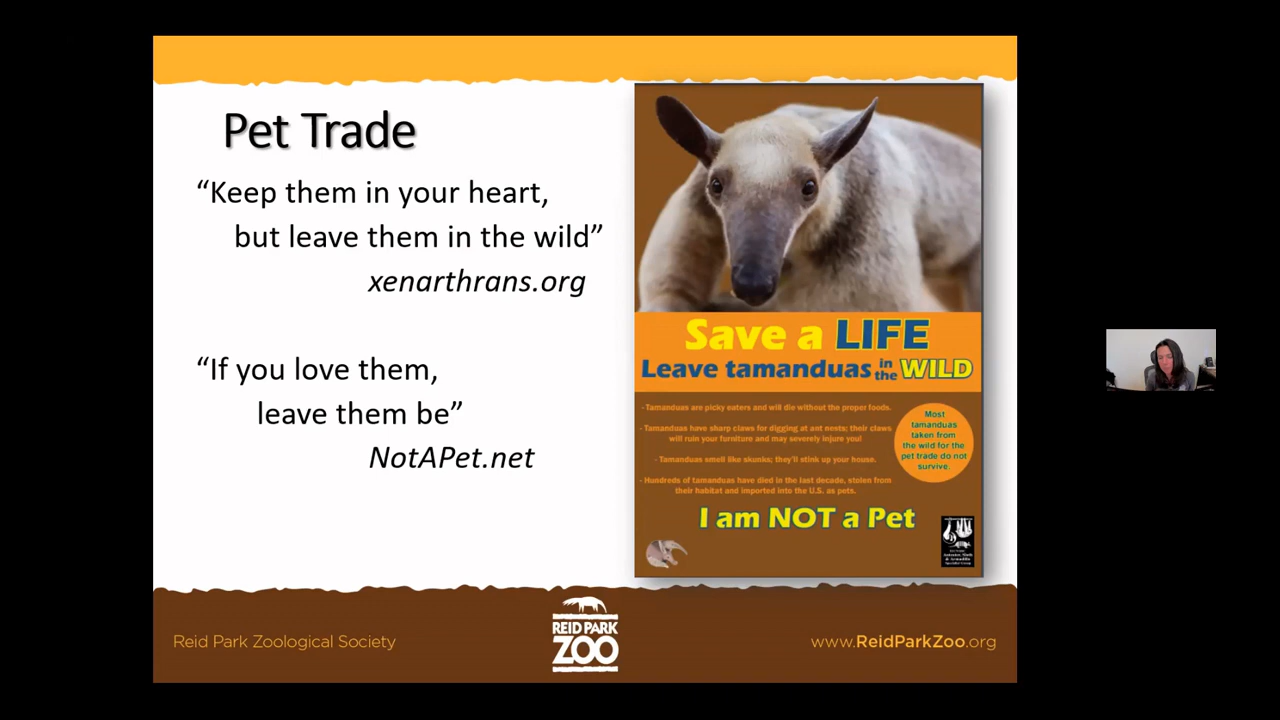 Pet Trade
“Keep them in your heart,
but leave them in the wild”
xenarthrans.org
“If you love them,
leave them be”
NotAPet.net
Save a LIFE
Leave tamanduas in the WILD
- Tamanduas are picky eaters and will die without the proper foods.
- Tamanduas have sharp claws for digging at ant nests; their claws
will ruin your furniture and may severely injure you!
- Tamanduas smell like skunks; they'll stink up your house.
- Hundreds of tamanduas have died in the last decade, stolen from
their habitat and imported into the U.S. as pets.
Most
tamanduas
taken from
the wild for the
pet trade do not
survive.
I am NOT a Pet
Anteater, Sloth
& Armadillo
Specialist Group
Reid Park Zoological Society
REID PARK
ZOO
www.ReidParkZoo.org